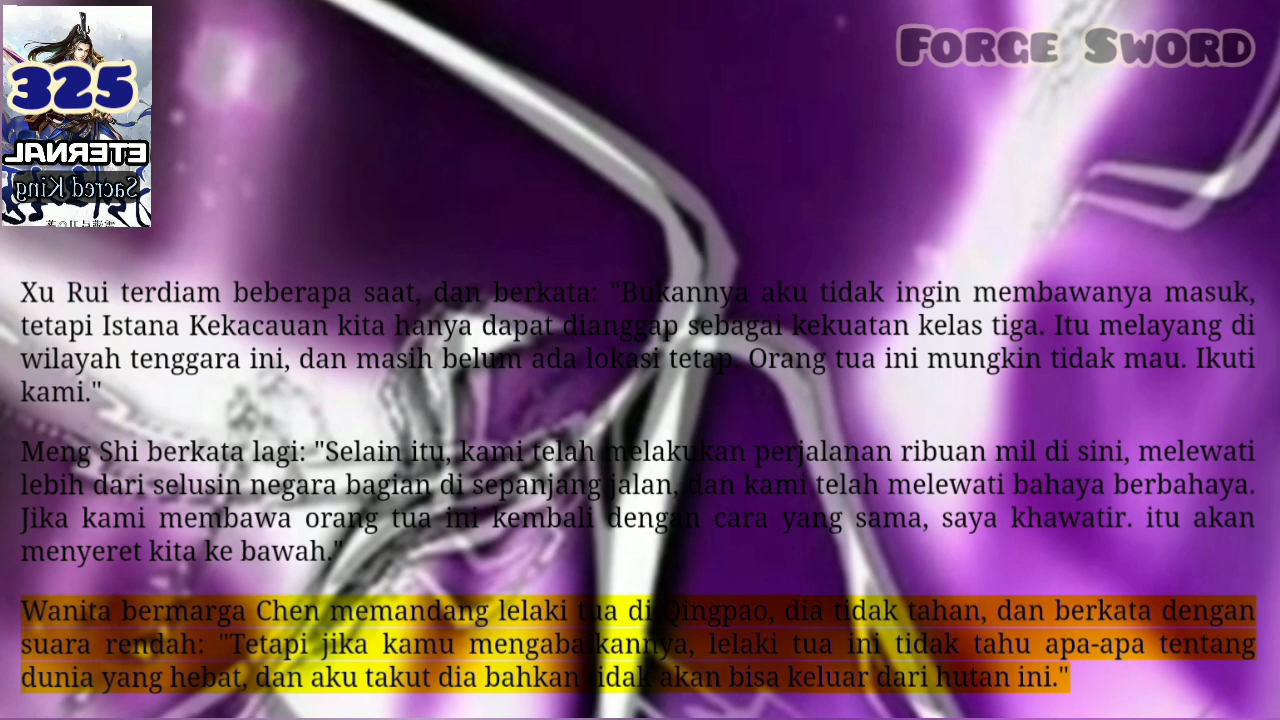 325
ETERNAL
Sacred King
Forge Sword
Xu Rui terdiam beberapa saat, dan berkata: "Bukannya aku tidak ingin membawanya masuk,
tetapi Istana Kekacauan kita hanya dapat dianggap sebagai kekuatan kelas tiga. Itu melayang di
wilayah tenggara ini, dan masih belum ada lokasi tetap. Orang tua ini mungkin tidak mau. Ikuti
kami."
Meng Shi berkata lagi: "Selain itu, kami telah melakukan perjalanan ribuan mil di sini, melewati
lebih dari selusin negara bagian di sepanjang jalan, dan kami telah melewati bahaya berbahaya.
Jika kami membawa orang tua ini kembali dengan cara yang sama, saya khawatir. itu akan
menyeret kita ke bawah."
Wanita bermarga Chen memandang lelaki tua di Qingpao, dia tidak tahan, dan berkata dengan
suara rendah: "Tetapi jika kamu mengabaikannya, lelaki tua ini tidak tahu apa-apa tentang
dunia yang hebat, dan aku takut dia bahkan tidak akan bisa keluar dari hutan ini."